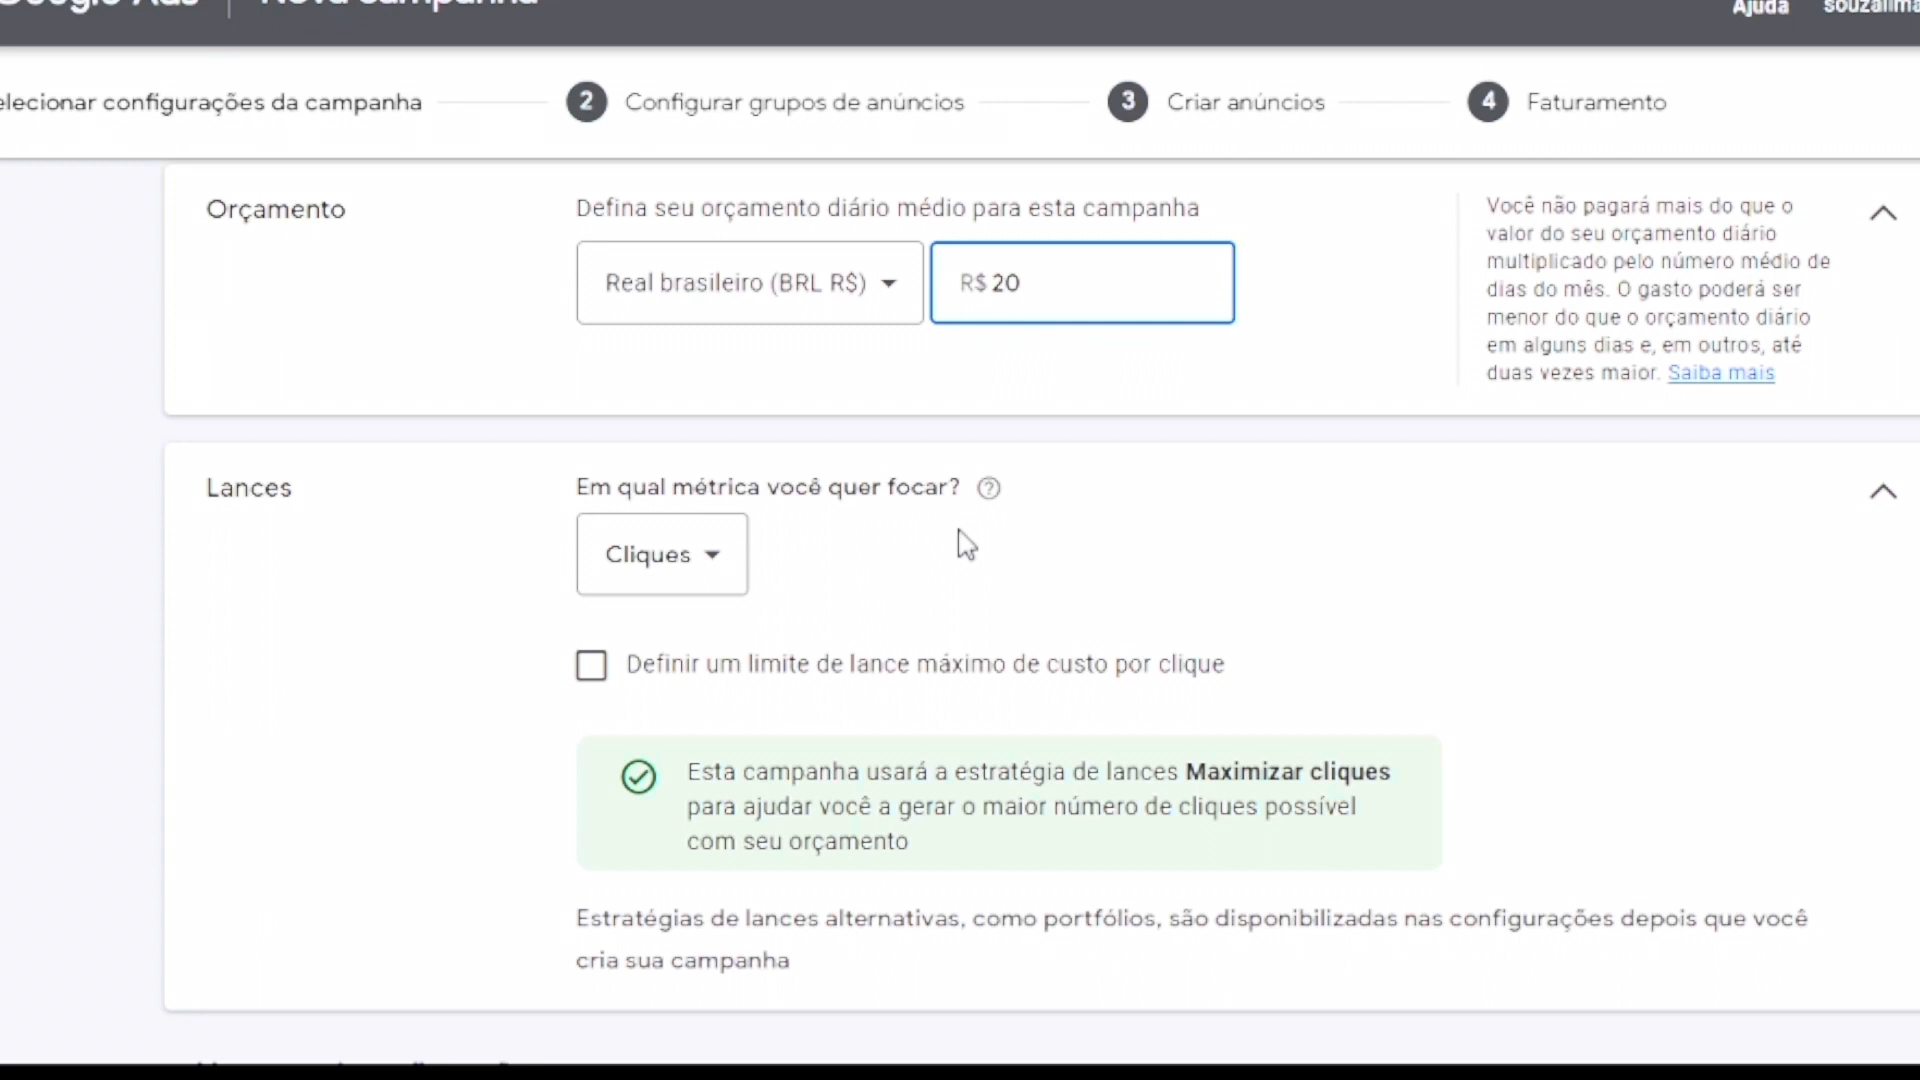 Google Ads
Nova campanha
Ajuda
elecionar configurações da campanha
2 Configurar grupos de anúncios
3 Criar anúncios
4 Faturamento
Orçamento
Defina seu orçamento diário médio para esta campanha
Real brasileiro (BRL R$)
R$ 20
Você não pagará mais do que o
valor do seu orçamento diário
multiplicado pelo número médio de
dias do mês. O gasto poderá ser
menor do que o orçamento diário
em alguns dias e, em outros, até
duas vezes maior. Saiba mais
Lances
Em qual métrica você quer focar?
Cliques
Definir um limite de lance máximo de custo por clique
Esta campanha usará a estratégia de lances Maximizar cliques
para ajudar você a gerar o maior número de cliques possível
com seu orçamento
Estratégias de lances alternativas, como portfólios, são disponibilizadas nas configurações depois que você
cria sua campanha